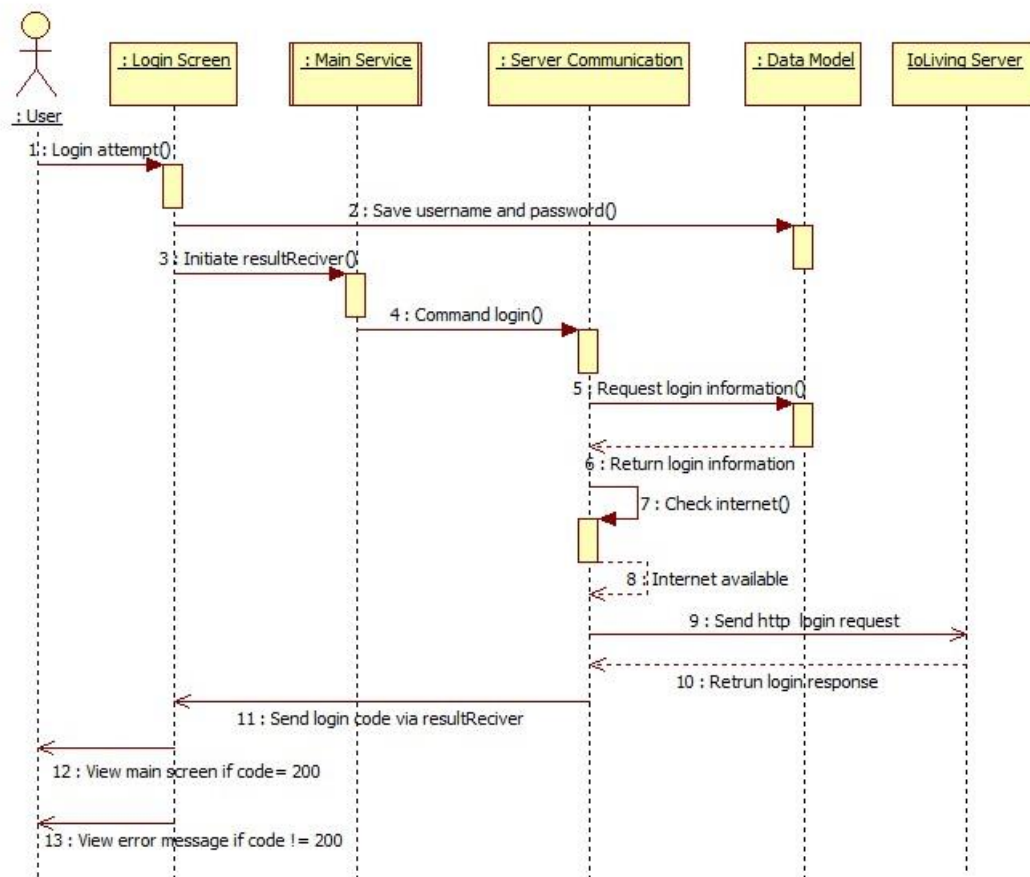 : Login Screen
: Main Service
: Server Communication
: Data Model
IoLiving Server
: User
1 : Login attempt()
2 : Save username and password()
3 : Initiate resultReciver()
4 : Command login()
5 : Request login information()
6 : Return login information
7 : Check internet()
8 : Internet available
9 : Send http login request
10 : Retrun login response
11 : Send login code via resultReciver
12 : View main screen if code= 200
13 : View error message if code != 200